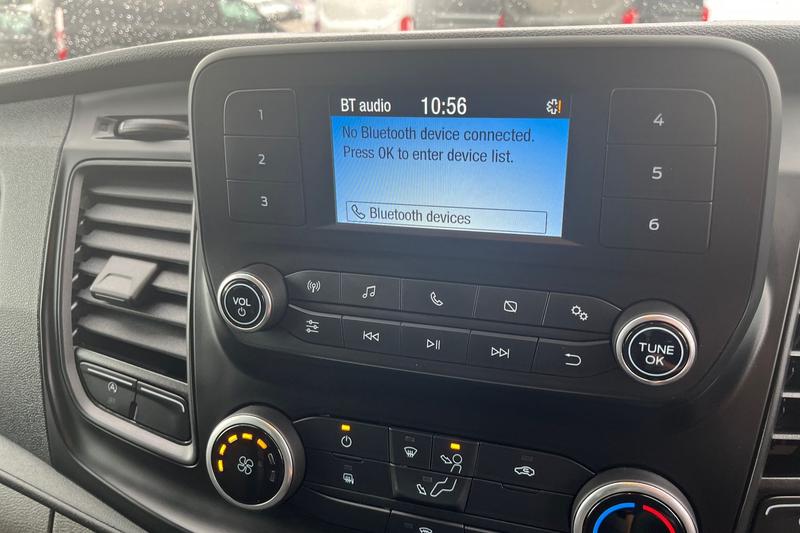 BT audio 10:56
No Bluetooth device connected.
Press OK to enter device list.
Bluetooth devices
1
2
3
4
5
6
VOL
TUNE
OK
A